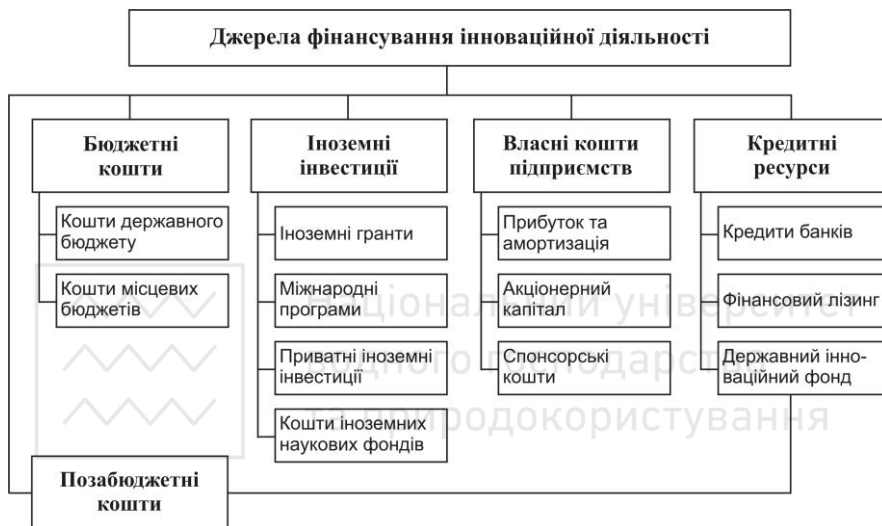 Джерела фінансування інноваційної діяльності
Бюджетні
кошти
Кошти державного
бюджету
Кошти місцевих
бюджетів
Іноземні
інвестиції
Іноземні гранти
Міжнародні
програми
Приватні іноземні
інвестиції
Кошти іноземних
наукових фондів
Власні кошти
підприємств
Прибуток та
амортизація
Акціонерний
капітал
Спонсорські
кошти
Кредитні
ресурси
Кредити банків
Фінансовий лізинг
Державний інно-
ваційний фонд
Позабюджетні
кошти
Національний університет
водного господарства
та природокористування